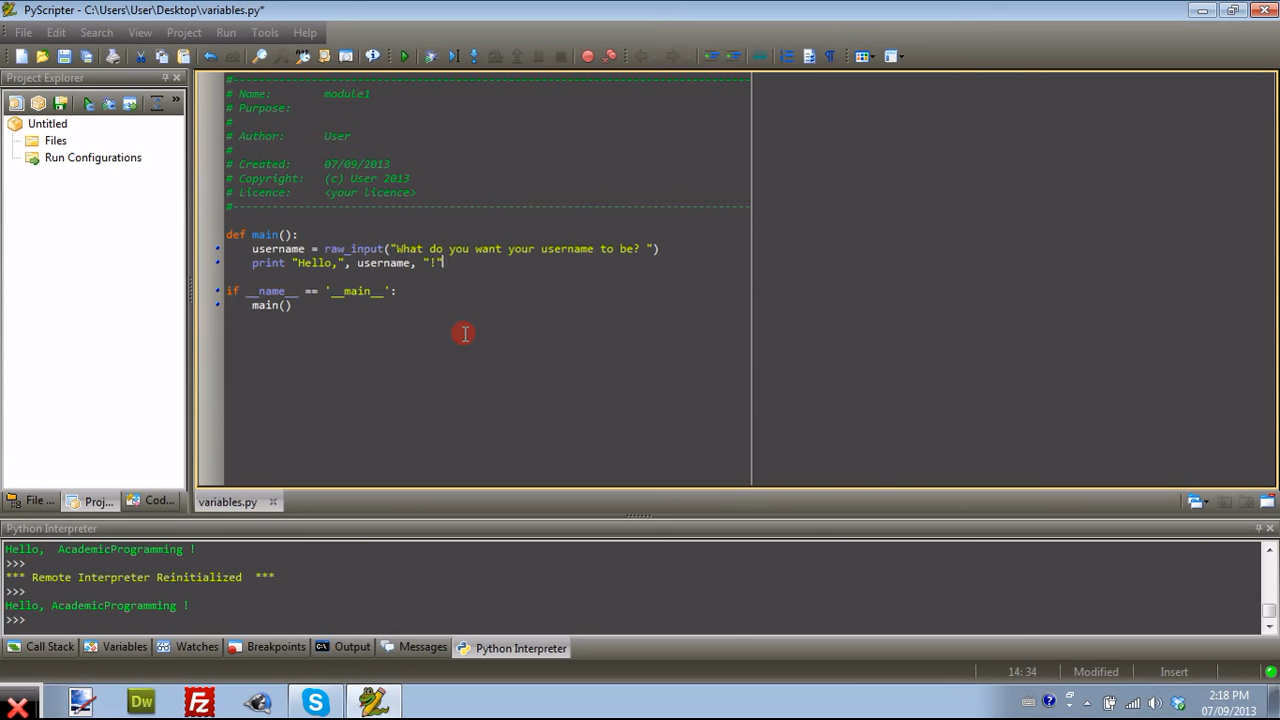 PyScripter - C:\Users\User\Desktop\variables.py*
File Edit Search View Project Run Tools Help
Project Explorer
Untitled
Files
Run Configurations
#-------------------------------------------------------------------------------
# Name:        module1
# Purpose:
#
# Author:      User
#
# Created:     07/09/2013
# Copyright:   (c) User 2013
# Licence:     <your licence>
#-------------------------------------------------------------------------------
def main():
    username = raw_input("What do you want your username to be? ")
    print "Hello,", username, "!"
if __name__ == '__main__':
    main()
File ... Proj... Cod...
variables.py
Python Interpreter
Hello,  AcademicProgramming !
>>>
*** Remote Interpreter Reinitialized  ***
>>>
Hello, AcademicProgramming !
>>>
Call Stack Variables Watches Breakpoints Output Messages Python Interpreter
14: 34 Modified Insert
Dw Fz
2:18 PM
07/09/2013